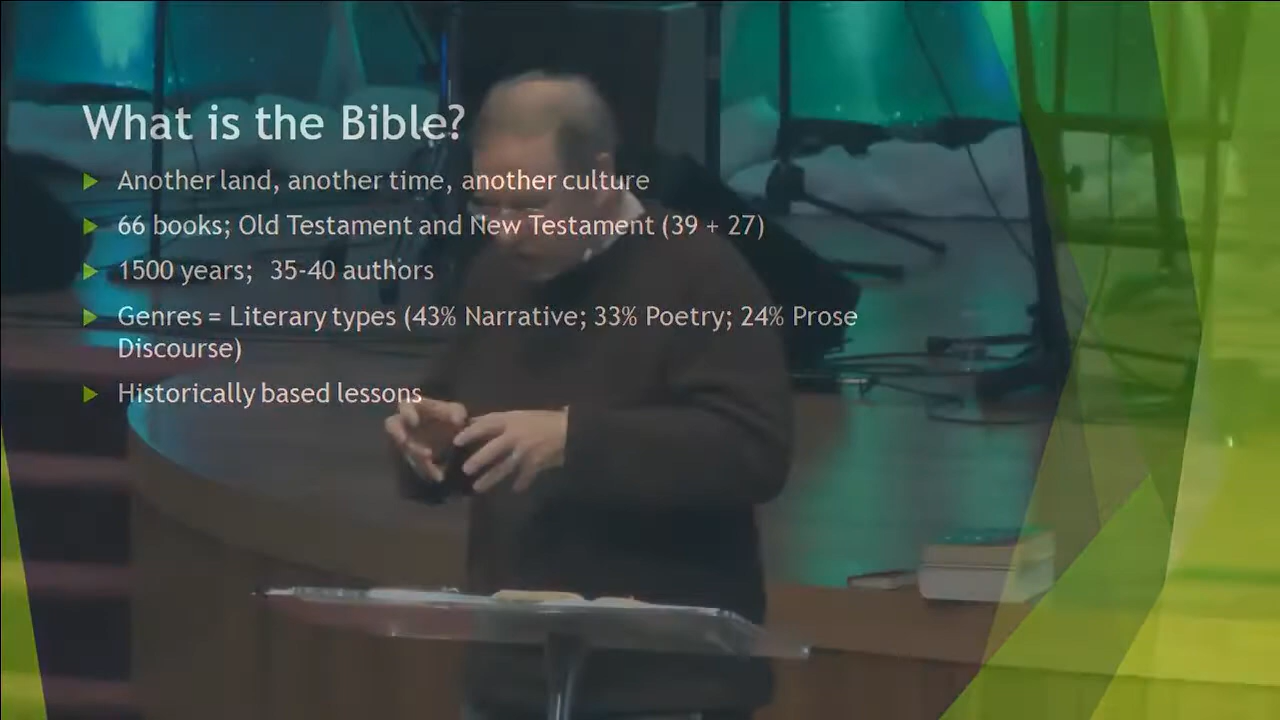 What is the Bible?
Another land, another time, another culture
66 books; Old Testament and New Testament (39 + 27)
1500 years; 35-40 authors
Genres = Literary types (43% Narrative; 33% Poetry; 24% Prose
Discourse)
Historically based lessons